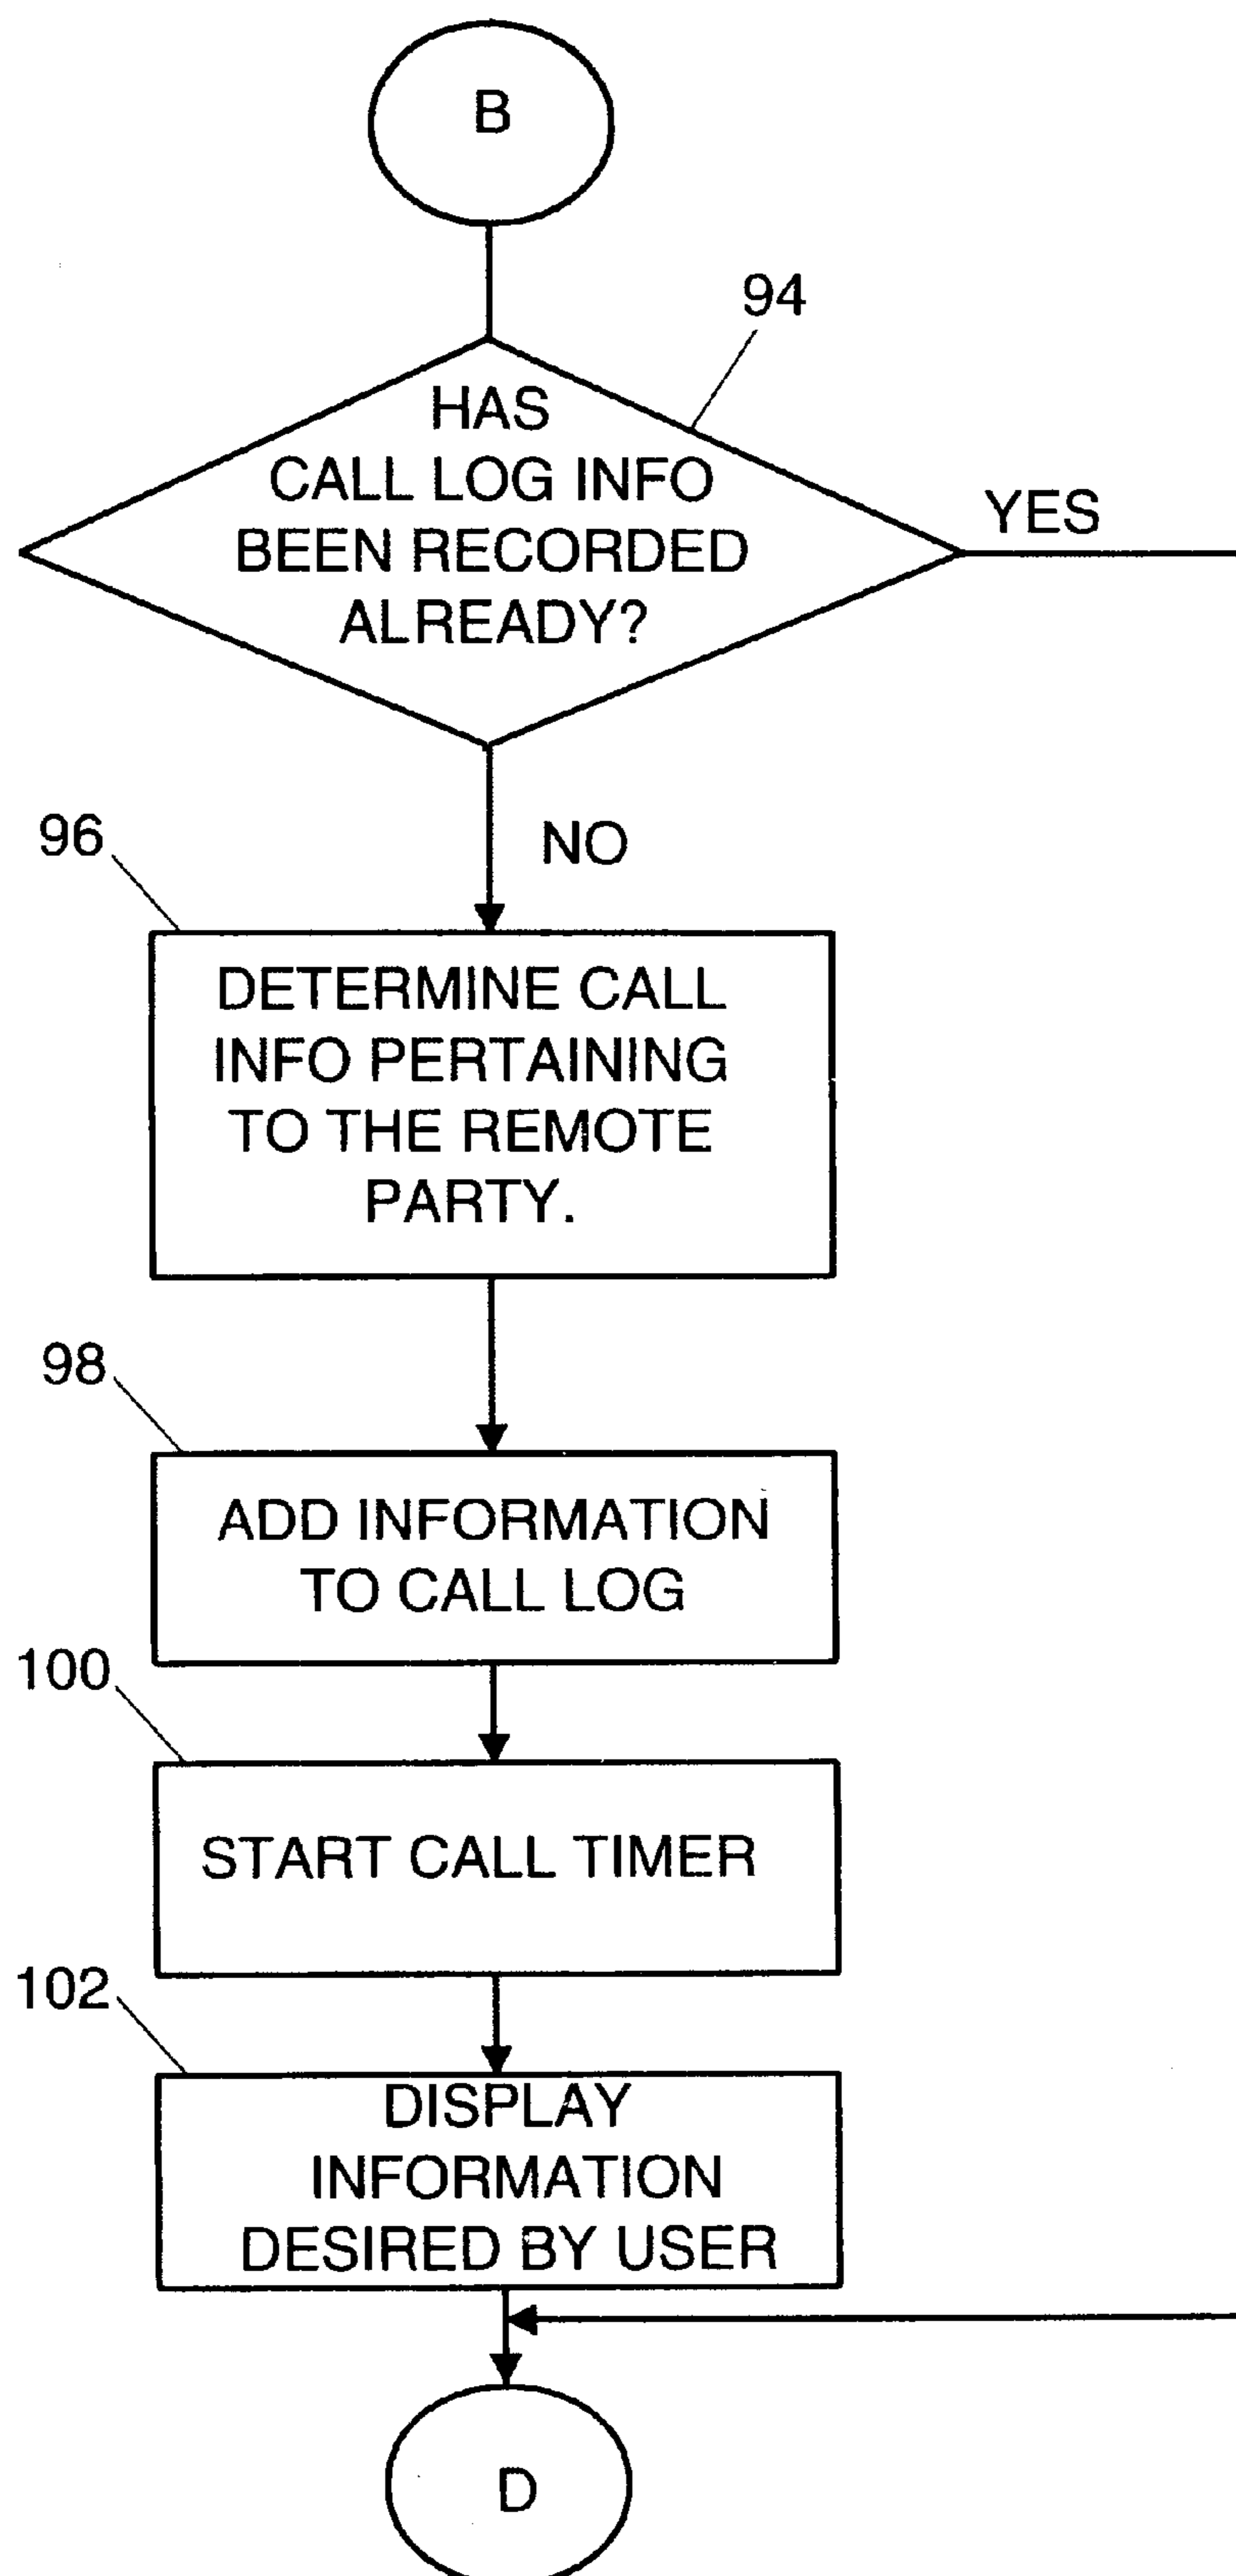 B
94
HAS
CALL LOG INFO
BEEN RECORDED
ALREADY?
YES
NO
96
DETERMINE CALL
INFO PERTAINING
TO THE REMOTE
PARTY.
98
ADD INFORMATION
TO CALL LOG
100
START CALL TIMER
102
DISPLAY
INFORMATION
DESIRED BY USER
D